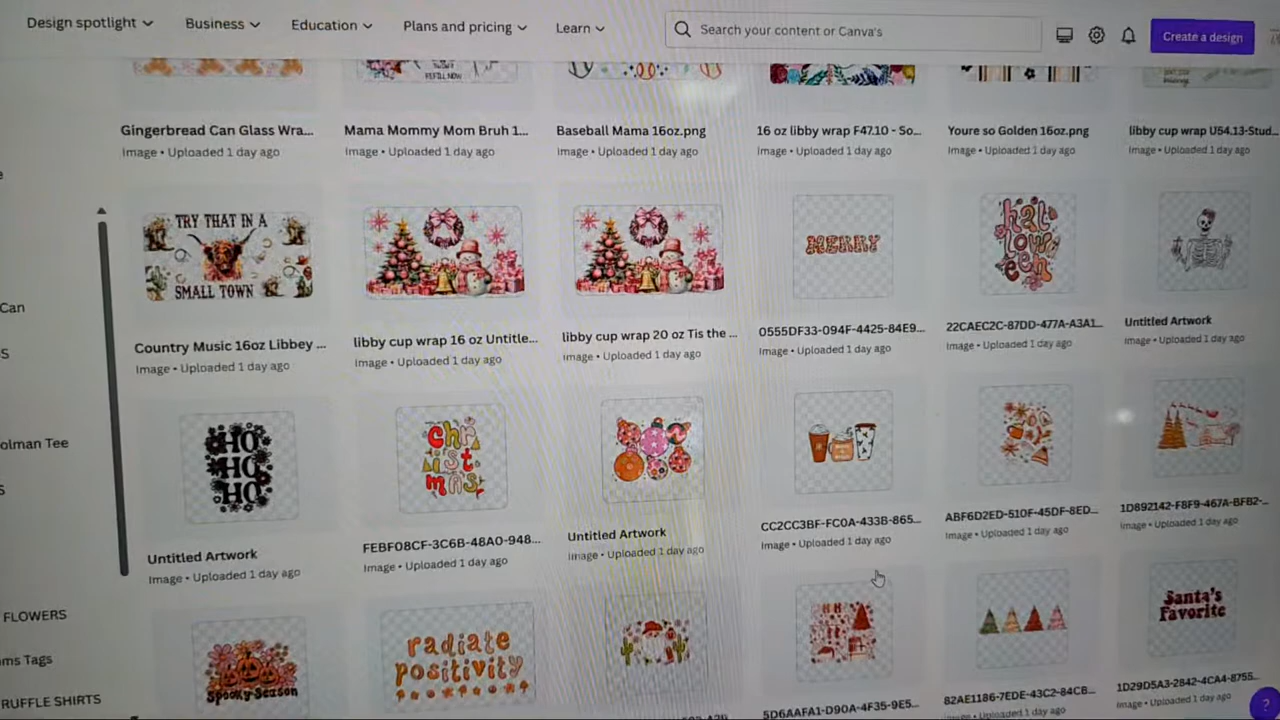 Design spotlight
Business
Education
Plans and pricing
Learn
Search your content or Canva's
Create a design
REFILL NOW
Gingerbread Can Glass Wra...
Mama Mommy Mom Bruh 1...
Baseball Mama 16oz.png
16 oz libby wrap F47.10 - So...
Youre so Golden 16oz.png
libby cup wrap U54.13-Stud...
Image • Uploaded 1 day ago
Image • Uploaded 1 day ago
Image • Uploaded 1 day ago
Image • Uploaded 1 day ago
Image • Uploaded 1 day ago
Image • Uploaded 1 day ago
TRY THAT IN A
SMALL TOWN
MERRY
hal
low
een
Can
S
Country Music 16oz Libbey ...
libby cup wrap 16 oz Untitle...
libby cup wrap 20 oz Tis the ...
0555DF33-094F-4425-84E9...
22CAEC2C-87DD-477A-A3A1...
Untitled Artwork
Image • Uploaded 1 day ago
Image • Uploaded 1 day ago
Image • Uploaded 1 day ago
Image • Uploaded 1 day ago
Image • Uploaded 1 day ago
Image • Uploaded 1 day ago
olman Tee
S
HO
HO
HO
chr
ist
mas
Untitled Artwork
FEBF08CF-3C6B-48A0-948...
Untitled Artwork
CC2CC3BF-FC0A-433B-865...
ABF6D2ED-510F-45DF-8ED...
1D892142-F8F9-467A-BFB2-...
Image • Uploaded 1 day ago
Image • Uploaded 1 day ago
Image • Uploaded 1 day ago
Image • Uploaded 1 day ago
Image • Uploaded 1 day ago
Image • Uploaded 1 day ago
FLOWERS
ms Tags
RUFFLE SHIRTS
Spooky Season
radiate
positivity
Santa's
Favorite
5D6AAFA1-D90A-4F35-9E5...
82AE1186-7EDE-43C2-84CB...
1D29D5A3-2842-4CA4-8755...
Image • Uploaded 1 day ago
?